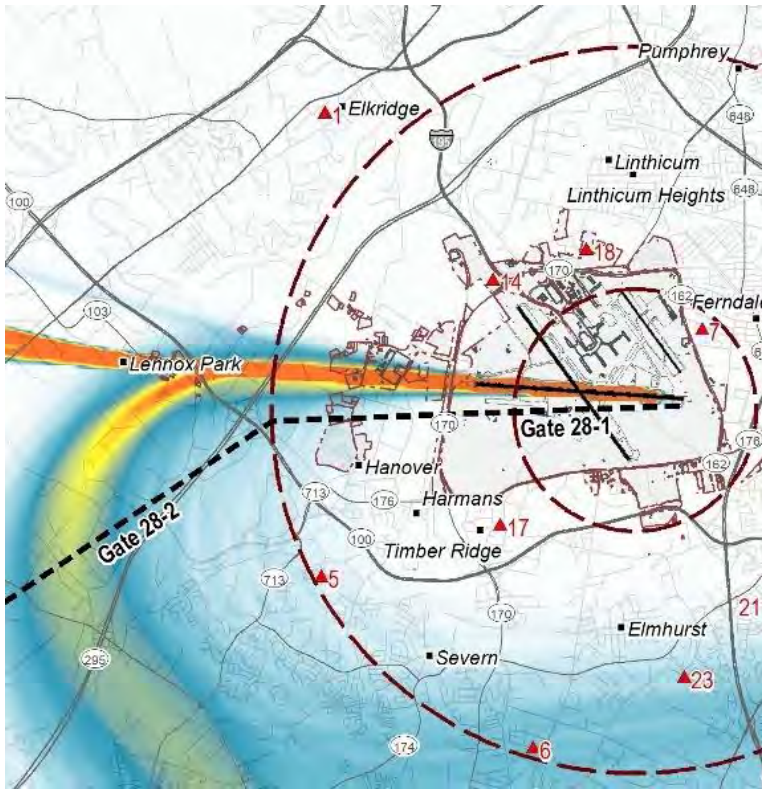 Pumphrey
1
Elkridge
648
195
Linthicum
Linthicum Heights
648
100
18
170
14
162
Ferndale
7
103
Lennox Park
170
Gate 28-1
176
Hanover
162
713
176
Harmans
Gate 28-2
100
17
Timber Ridge
5
713
170
21
Elmhurst
295
Severn
23
174
6